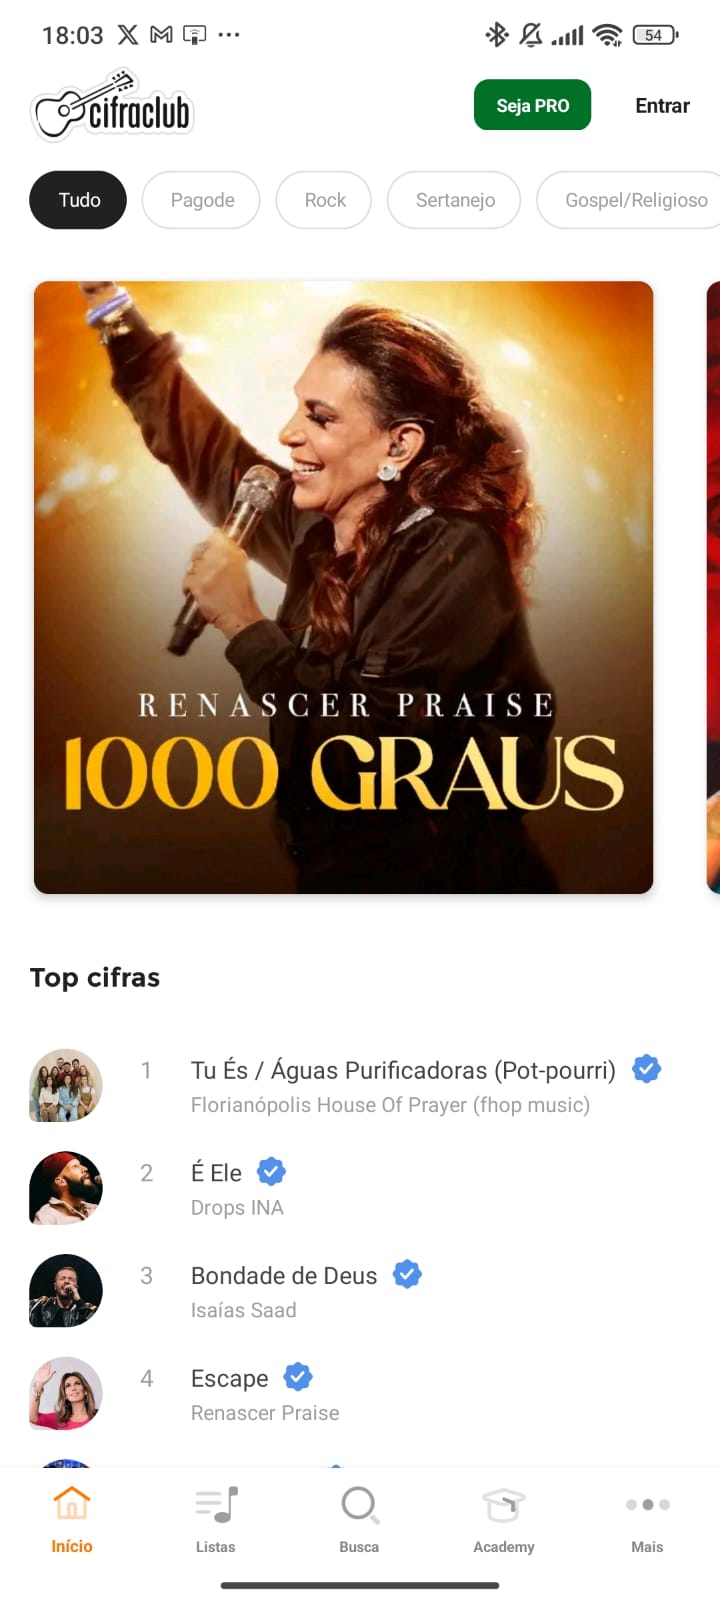 18:03
54
cifraclub
Seja PRO
Entrar
Tudo
Pagode
Rock
Sertanejo
Gospel/Religioso
RENASCER PRAISE
1000 GRAUS
Top cifras
1
Tu És / Águas Purificadoras (Pot-pourri)
Florianópolis House Of Prayer (fhop music)
2
É Ele
Drops INA
3
Bondade de Deus
Isaías Saad
4
Escape
Renascer Praise
Início
Listas
Busca
Academy
Mais